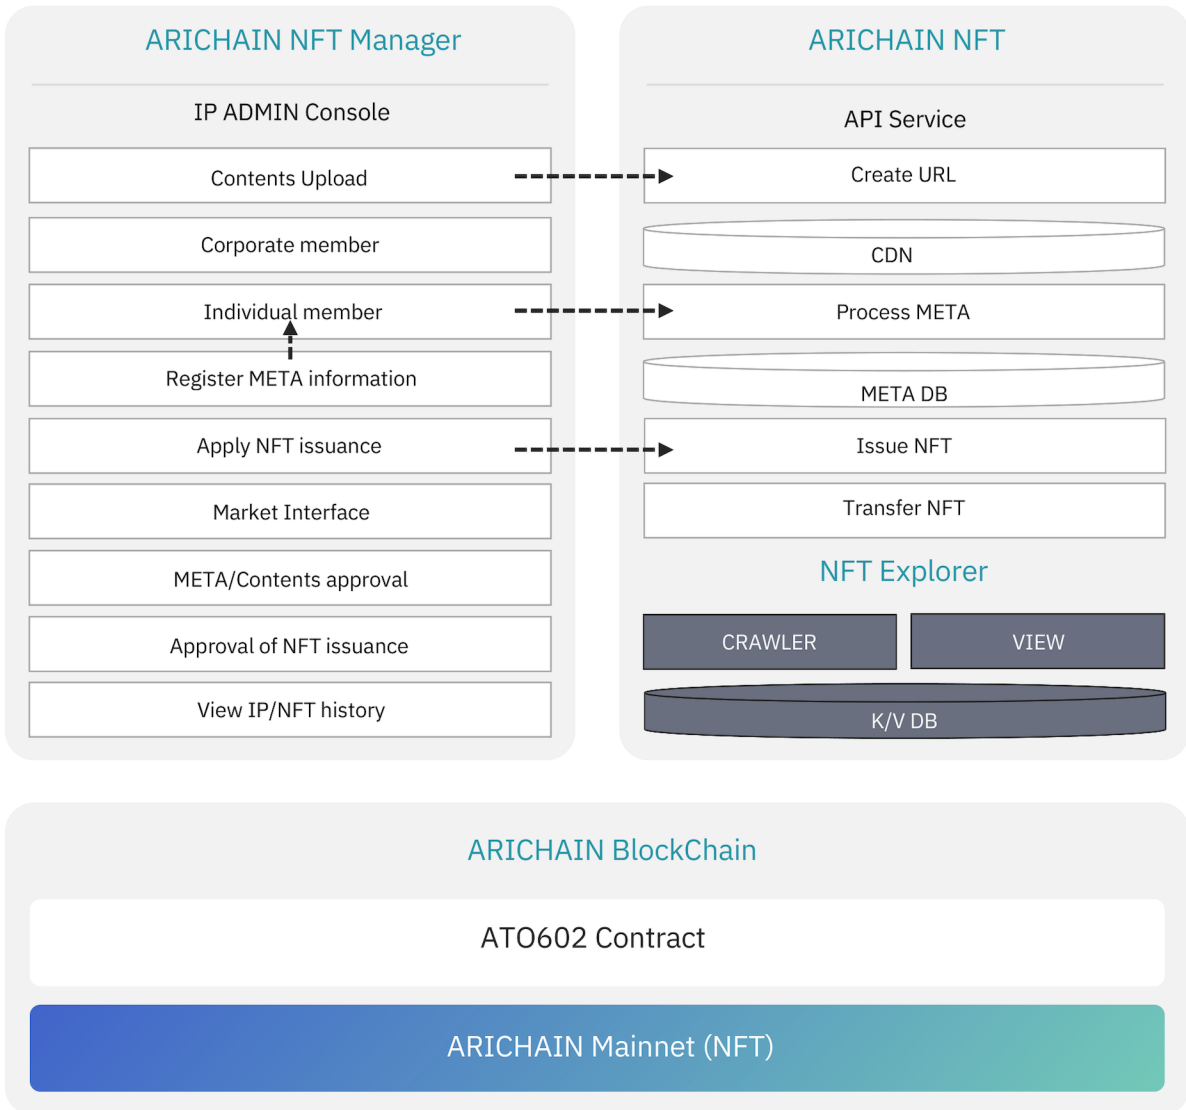 ARICHAIN NFT Manager
IP ADMIN Console
Contents Upload
Corporate member
Individual member
Register META information
Apply NFT issuance
Market Interface
META/Contents approval
Approval of NFT issuance
View IP/NFT history
ARICHAIN NFT
API Service
Create URL
CDN
Process META
META DB
Issue NFT
Transfer NFT
NFT Explorer
CRAWLER
VIEW
K/V DB
ARICHAIN BlockChain
ATO602 Contract
ARICHAIN Mainnet (NFT)